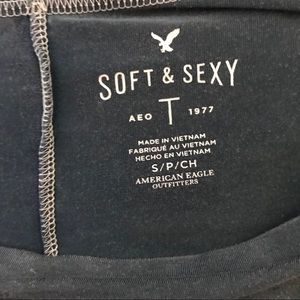 SOFT & SEXY
AEO T 1977
MADE IN VIETNAM
FABRIQUÉ AU VIETNAM
HECHO EN VIETNAM
S/P/CH
AMERICAN EAGLE
OUTFITTERS